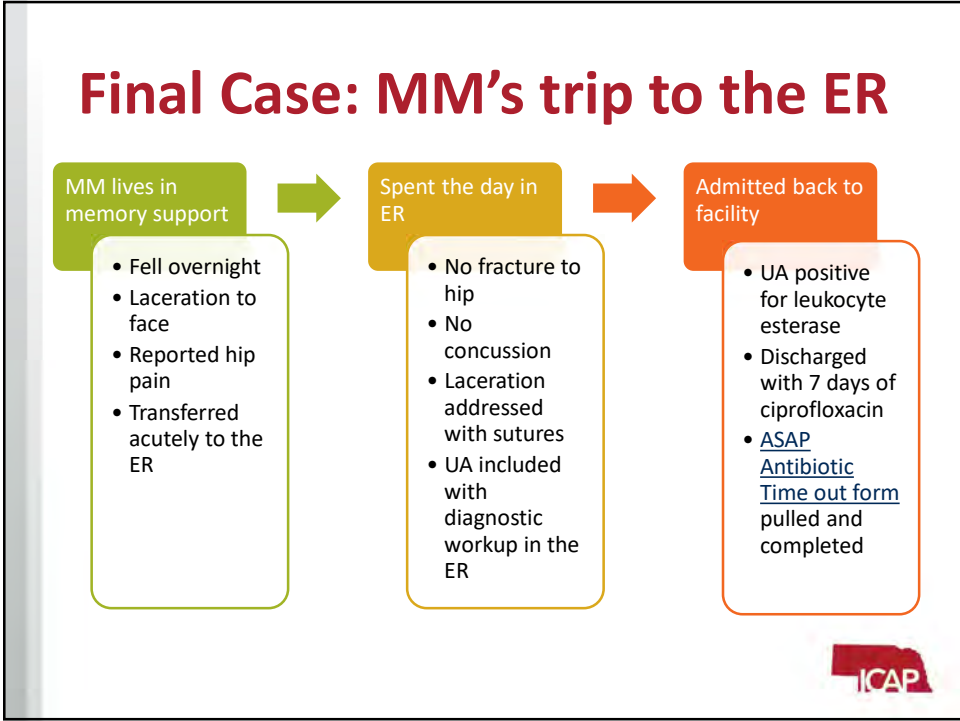 Final Case: MM’s trip to the ER
MM lives in
memory support
• Fell overnight
• Laceration to
face
• Reported hip
pain
• Transferred
acutely to the
ER
Spent the day in
ER
• No fracture to
hip
• No
concussion
• Laceration
addressed
with sutures
• UA included
with
diagnostic
workup in the
ER
Admitted back to
facility
• UA positive
for leukocyte
esterase
• Discharged
with 7 days of
ciprofloxacin
• ASAP
Antibiotic
Time out form
pulled and
completed
ICAP